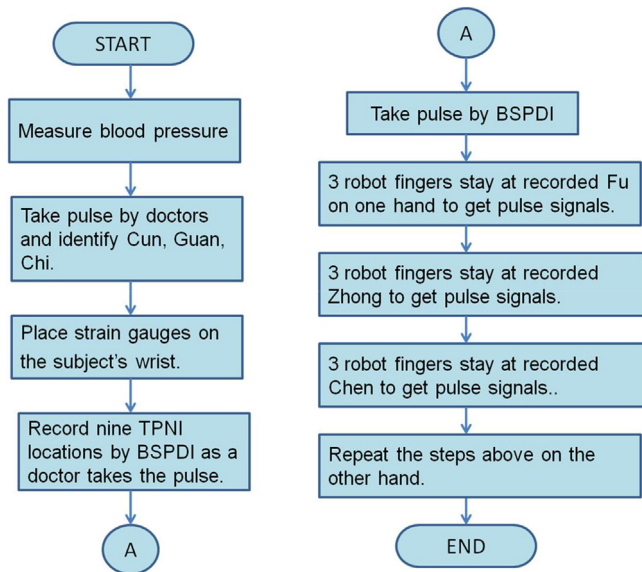 START
Measure blood pressure
Take pulse by doctors
and identify Cun, Guan,
Chi.
Place strain gauges on
the subject’s wrist.
Record nine TPNI
locations by BSPDI as a
doctor takes the pulse.
A
A
Take pulse by BSPDI
3 robot fingers stay at recorded Fu
on one hand to get pulse signals.
3 robot fingers stay at recorded
Zhong to get pulse signals.
3 robot fingers stay at recorded
Chen to get pulse signals..
Repeat the steps above on the
other hand.
END